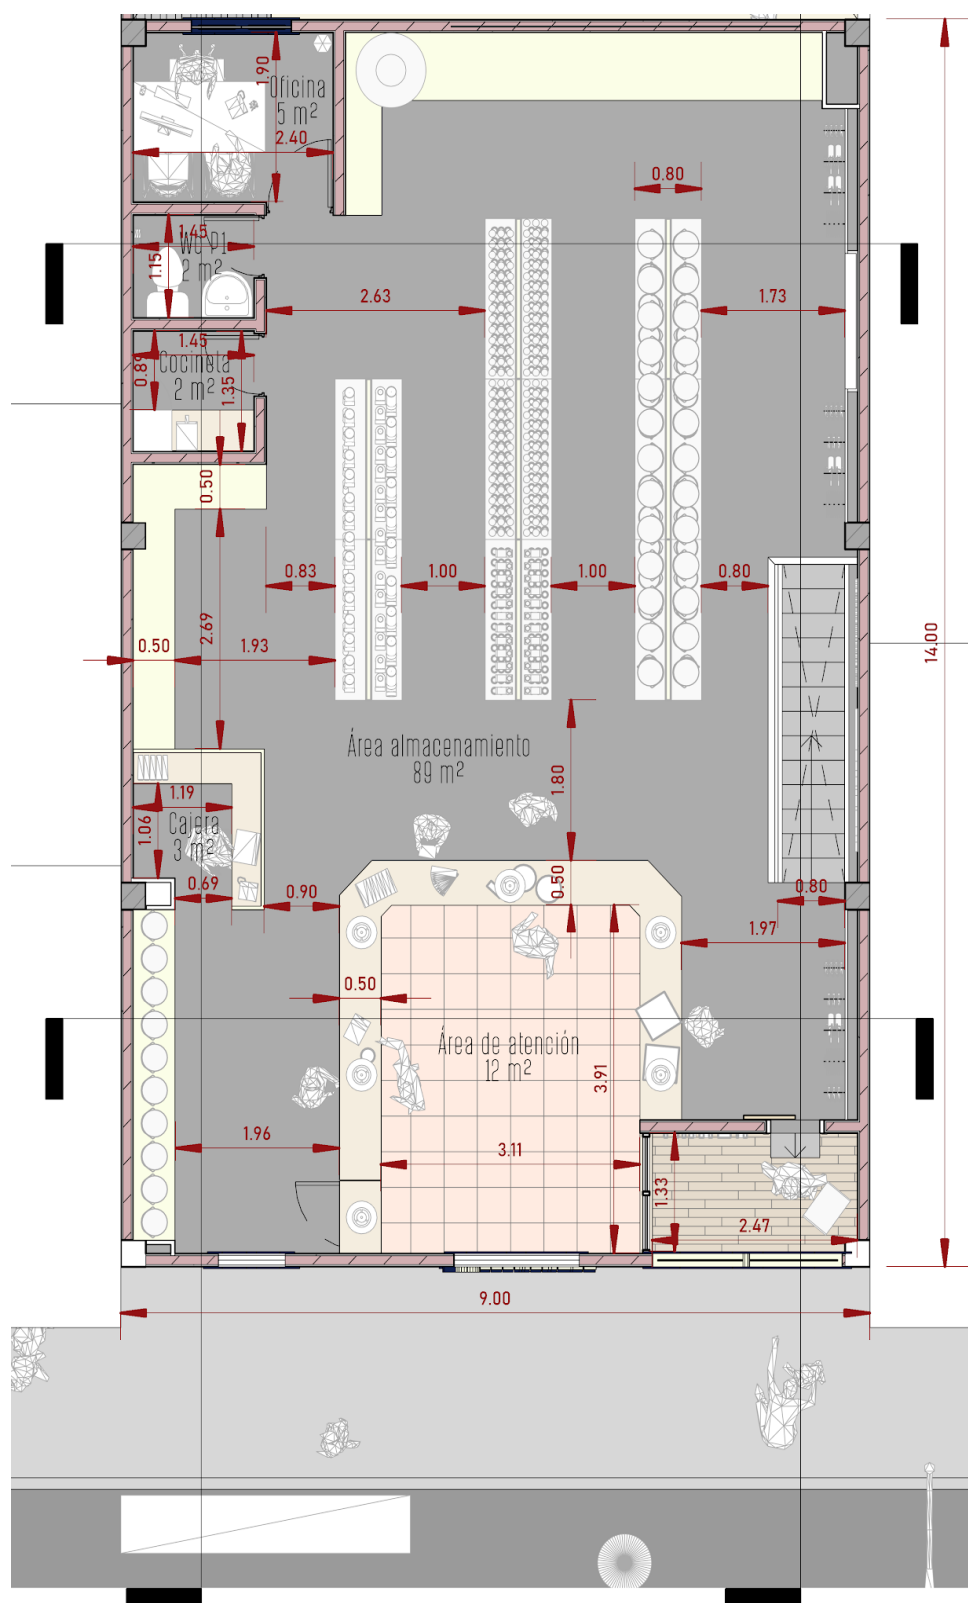 1.90
Oficina
5 m²
2.40
0.80
1.45
WC P1
2 m²
1.15
2.63
1.73
1.45
Cocineta
2 m²
0.89
1.35
0.50
0.83
1.00
1.00
0.80
2.69
14.00
0.50
1.93
Área almacenamiento
89 m²
1.80
1.19
Cajera
3 m²
1.06
0.69
0.90
0.50
0.80
1.97
0.50
Área de atención
12 m²
3.91
1.96
3.11
1.33
2.47
9.00